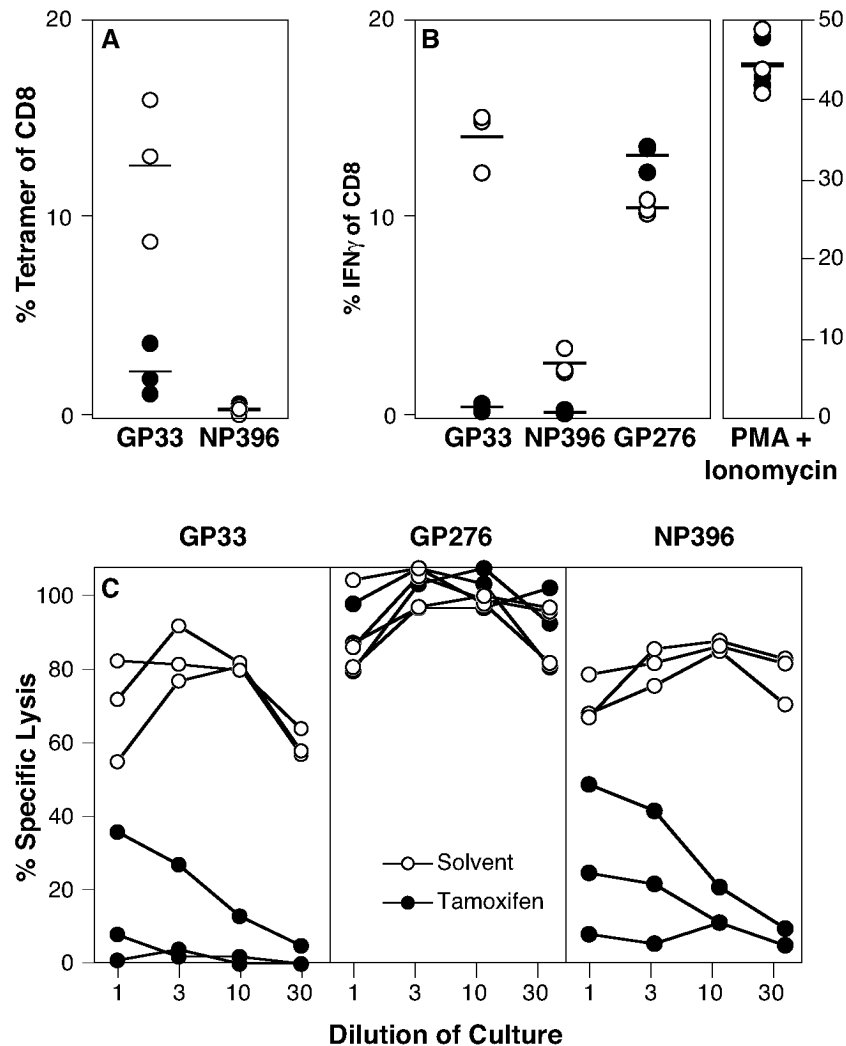 A
% Tetramer of CD8
20
10
0
GP33 NP396
B
% IFNγ of CD8
20
10
0
GP33 NP396 GP276
50
40
30
20
10
0
PMA +
Ionomycin
GP33 GP276 NP396
C
% Specific Lysis
100
80
60
40
20
0
Solvent
Tamoxifen
1 3 10 30 1 3 10 30 1 3 10 30
Dilution of Culture